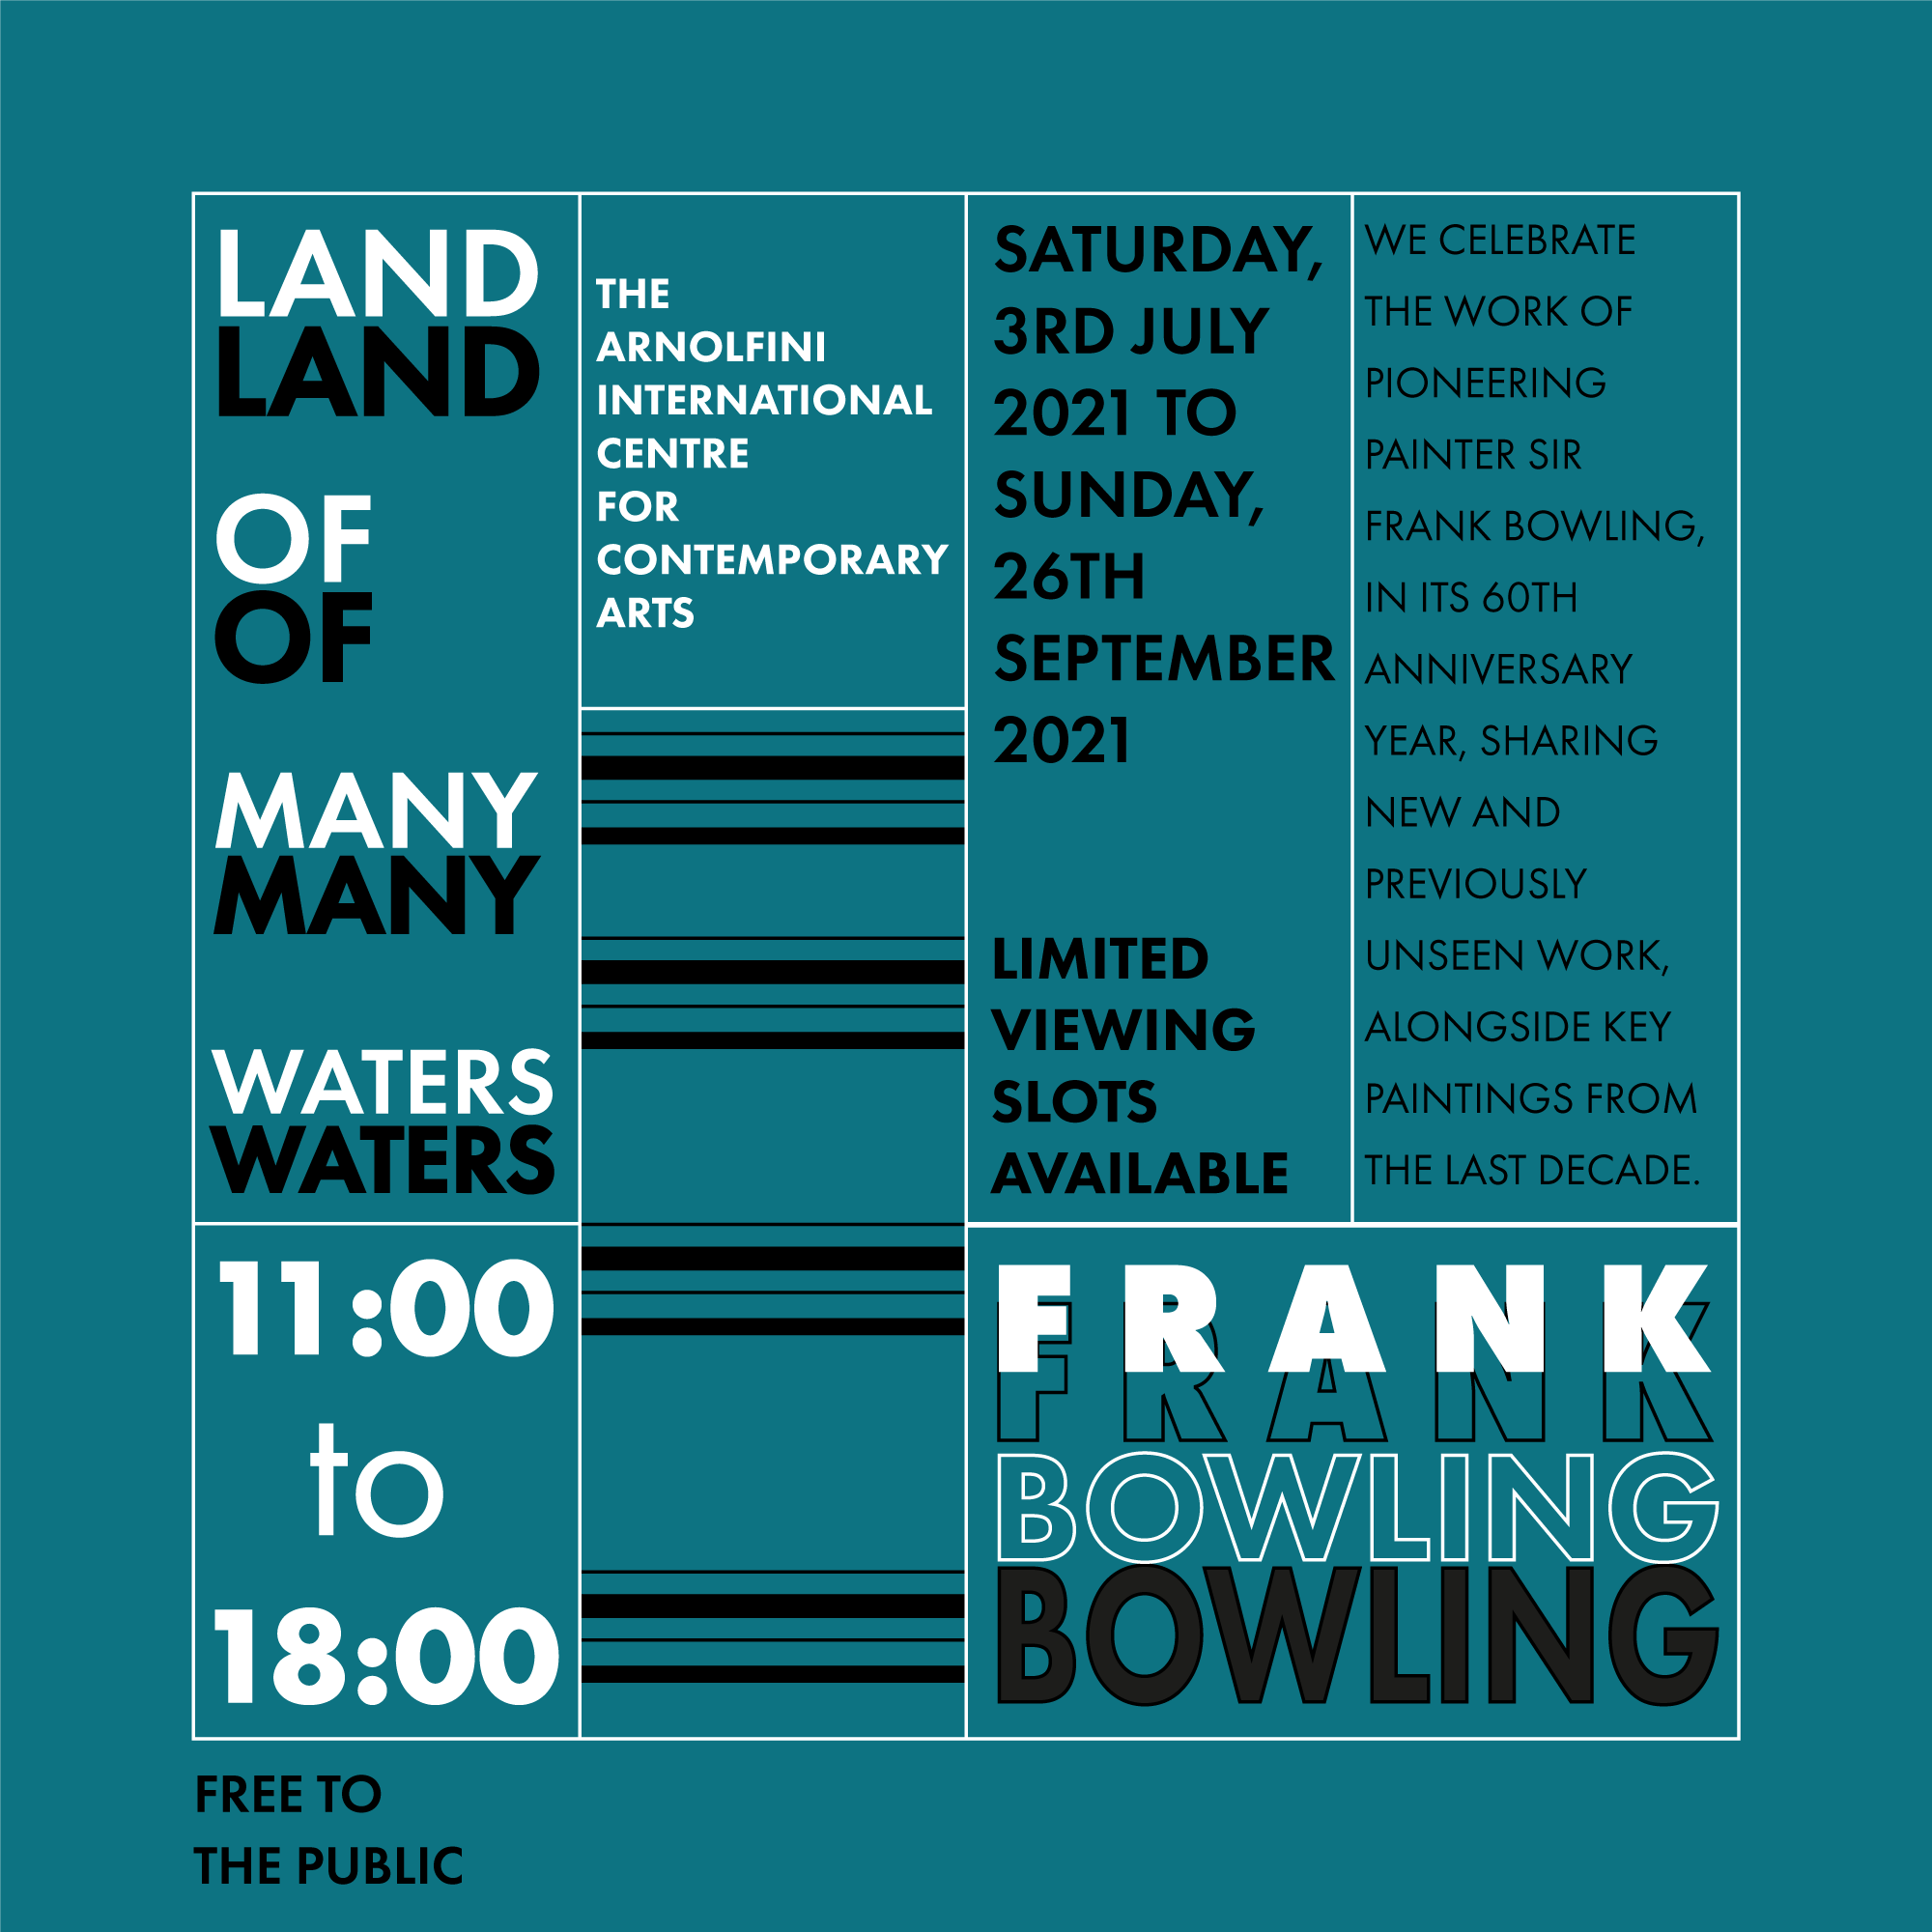 LAND
LAND
OF
OF
MANY
MANY
WATERS
WATERS
THE
ARNOLFINI
INTERNATIONAL
CENTRE
FOR
CONTEMPORARY
ARTS
SATURDAY,
3RD JULY
2021 TO
SUNDAY,
26TH
SEPTEMBER
2021
LIMITED
VIEWING
SLOTS
AVAILABLE
WE CELEBRATE
THE WORK OF
PIONEERING
PAINTER SIR
FRANK BOWLING,
IN ITS 60TH
ANNIVERSARY
YEAR, SHARING
NEW AND
PREVIOUSLY
UNSEEN WORK,
ALONGSIDE KEY
PAINTINGS FROM
THE LAST DECADE.
11:00
to
18:00
FRANK
FRANK
BOWLING
BOWLING
FREE TO
THE PUBLIC